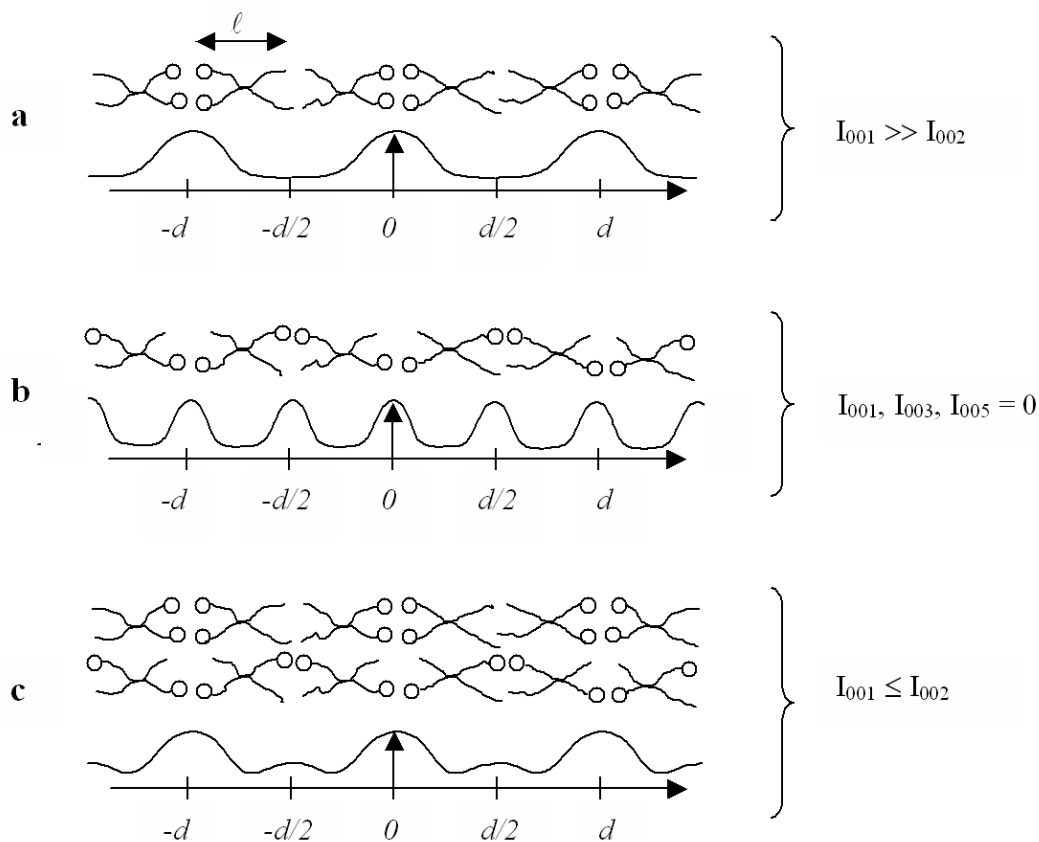 ℓ
a
I₀₀₁ >> I₀₀₂
-d -d/2 0 d/2 d
b
I₀₀₁, I₀₀₃, I₀₀₅ = 0
-d -d/2 0 d/2 d
c
I₀₀₁ ≤ I₀₀₂
-d -d/2 0 d/2 d